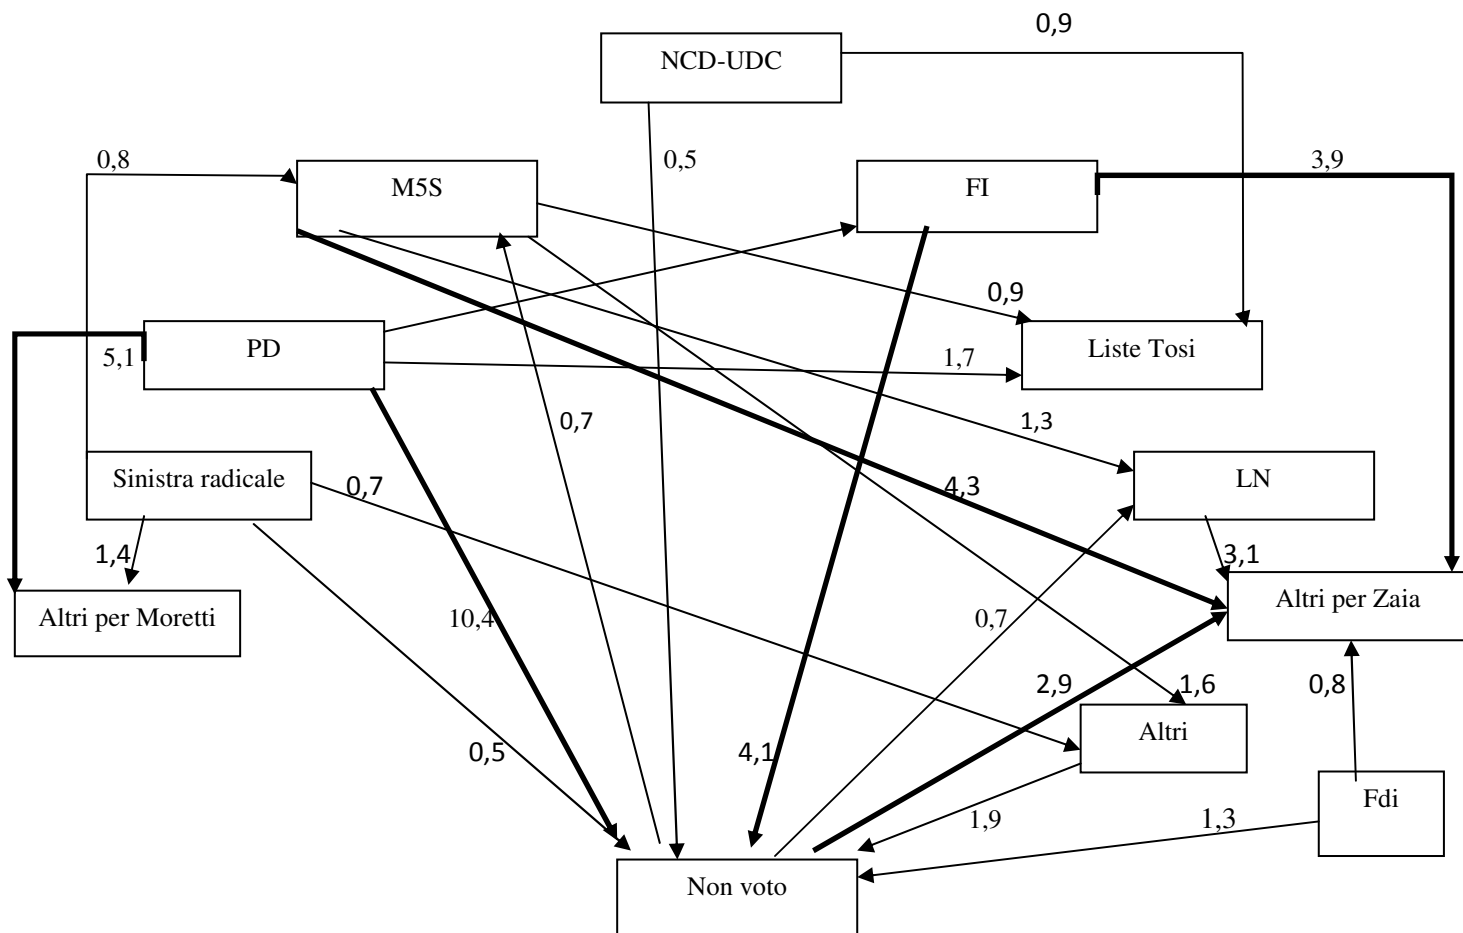 0,9
NCD-UDC
0,8
0,5
3,9
M5S
FI
0,9
5,1
PD
1,7
Liste Tosi
0,7
1,3
Sinistra radicale
0,7
4,3
LN
1,4
3,1
Altri per Moretti
10,4
0,7
Altri per Zaia
2,9
1,6
0,8
0,5
4,1
Altri
1,9
1,3
Fdi
Non voto